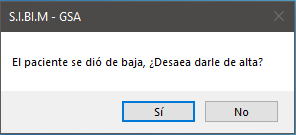 S.I.BI.M - GSA
El paciente se dió de baja, ¿Desaea darle de alta?
Sí
No